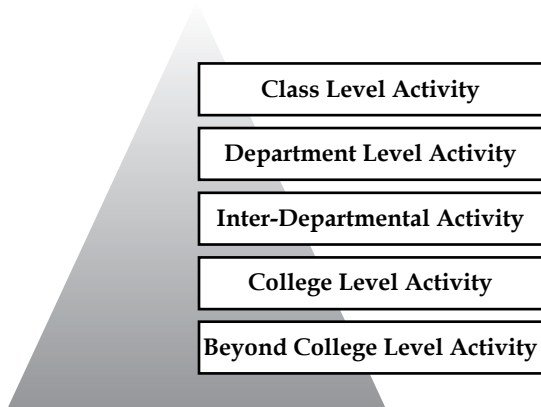 Class Level Activity
Department Level Activity
Inter-Departmental Activity
College Level Activity
Beyond College Level Activity